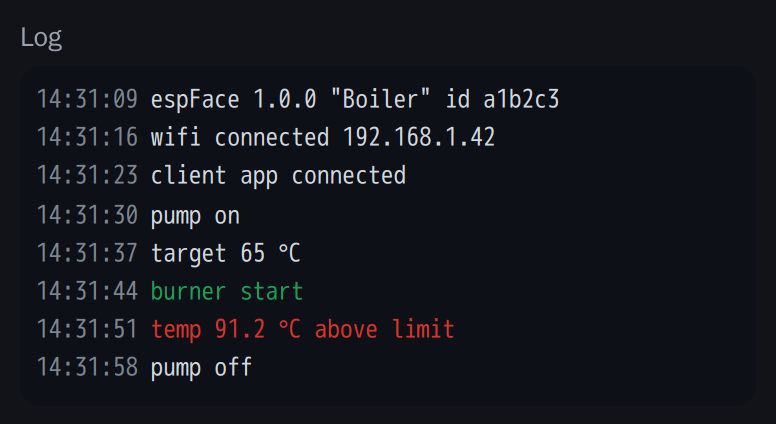 Log
14:31:09 espFace 1.0.0 "Boiler" id a1b2c3
14:31:16 wifi connected 192.168.1.42
14:31:23 client app connected
14:31:30 pump on
14:31:37 target 65 °C
14:31:44 burner start
14:31:51 temp 91.2 °C above limit
14:31:58 pump off